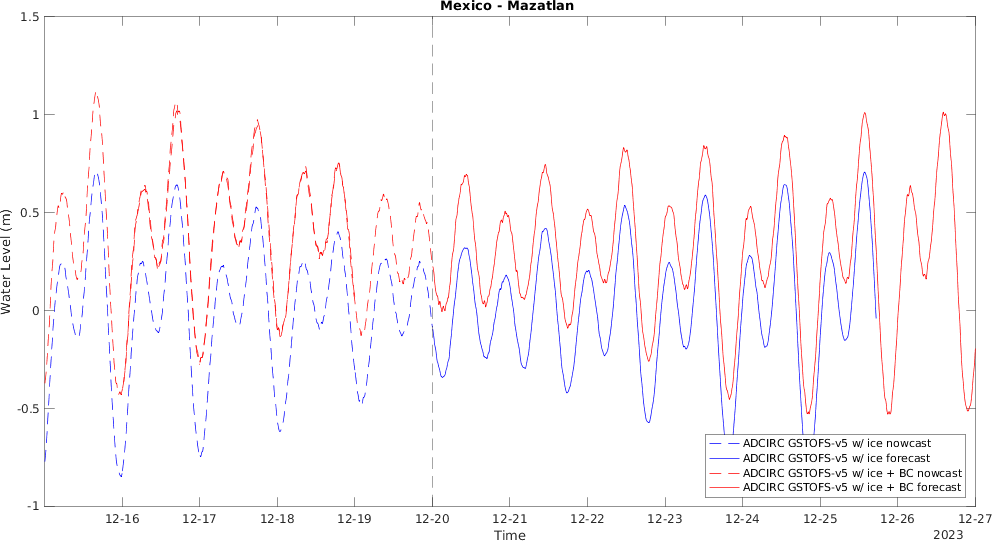 Mexico - Mazatlan
1.5
1
0.5
0
-0.5
-1
Water Level (m)
12-16 12-17 12-18 12-19 12-20 12-21 12-22 12-23 12-24 12-25 12-26 12-27
Time
2023
ADCIRC GSTOFS-v5 w/ ice nowcast
ADCIRC GSTOFS-v5 w/ ice forecast
ADCIRC GSTOFS-v5 w/ ice + BC nowcast
ADCIRC GSTOFS-v5 w/ ice + BC forecast